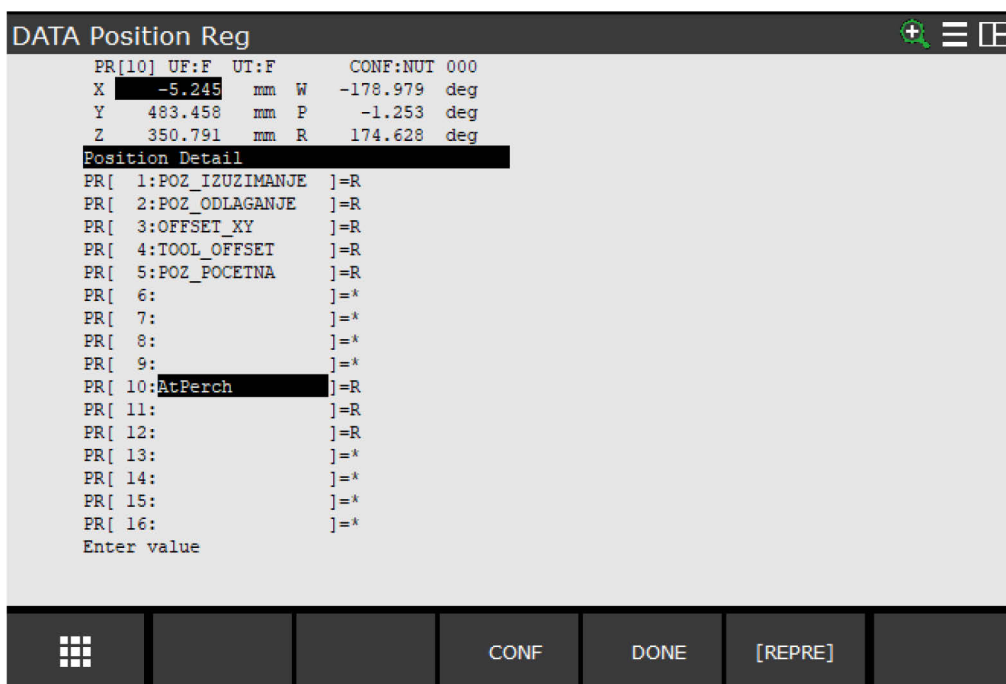 DATA Position Reg
PR[10] UF:F UT:F CONF:NUT 000
X -5.245 mm W -178.979 deg
Y 483.458 mm P -1.253 deg
Z 350.791 mm R 174.628 deg
Position Detail
PR[ 1:POZ_IZUZIMANJE ]=R
PR[ 2:POZ_ODLAGANJE ]=R
PR[ 3:OFFSET_XY ]=R
PR[ 4:TOOL_OFFSET ]=R
PR[ 5:POZ_POCETNA ]=R
PR[ 6: ]=*
PR[ 7: ]=*
PR[ 8: ]=*
PR[ 9: ]=*
PR[ 10:AtPerch ]=R
PR[ 11: ]=R
PR[ 12: ]=R
PR[ 13: ]=*
PR[ 14: ]=*
PR[ 15: ]=*
PR[ 16: ]=*
Enter value
CONF DONE [REPRE]